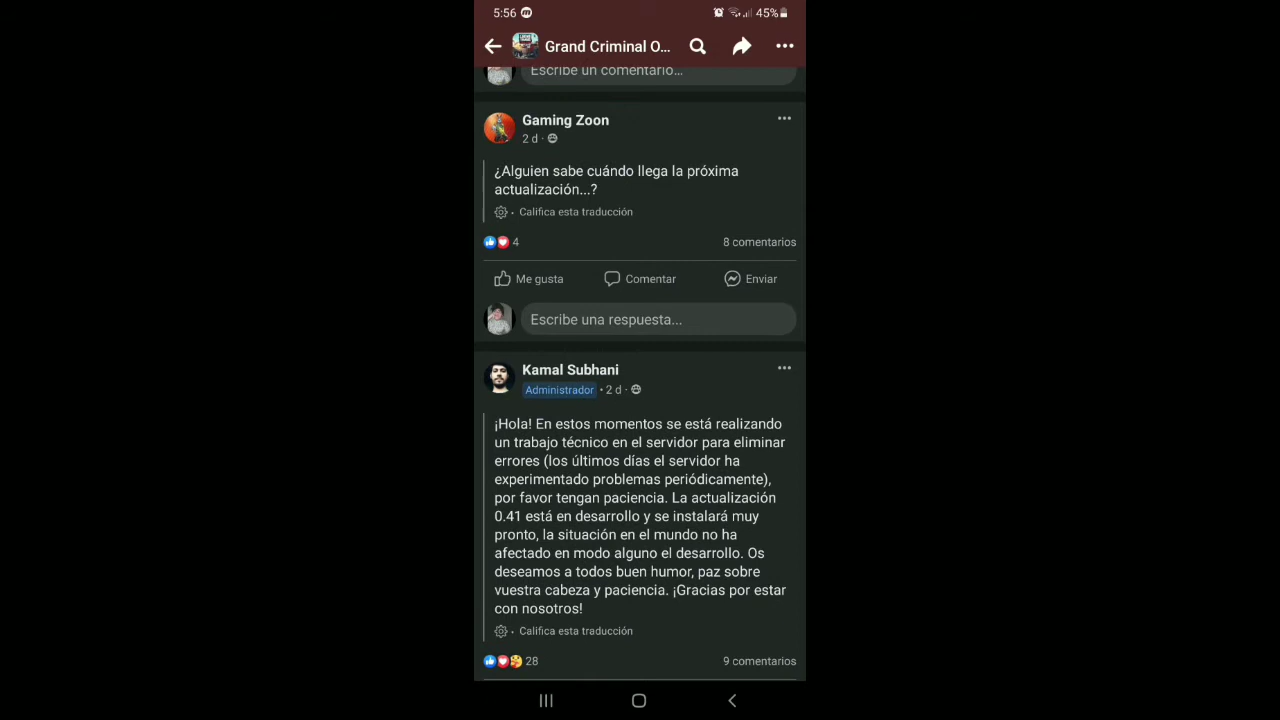 5:56
45%
Grand Criminal O...
Escribe un comentario...
Gaming Zoon
2 d ·
¿Alguien sabe cuándo llega la próxima
actualización...?
· Califica esta traducción
4
8 comentarios
Me gusta
Comentar
Enviar
Escribe una respuesta...
Kamal Subhani
Administrador • 2 d ·
¡Hola! En estos momentos se está realizando
un trabajo técnico en el servidor para eliminar
errores (los últimos días el servidor ha
experimentado problemas periódicamente),
por favor tengan paciencia. La actualización
0.41 está en desarrollo y se instalará muy
pronto, la situación en el mundo no ha
afectado en modo alguno el desarrollo. Os
deseamos a todos buen humor, paz sobre
vuestra cabeza y paciencia. ¡Gracias por estar
con nosotros!
· Califica esta traducción
28
9 comentarios